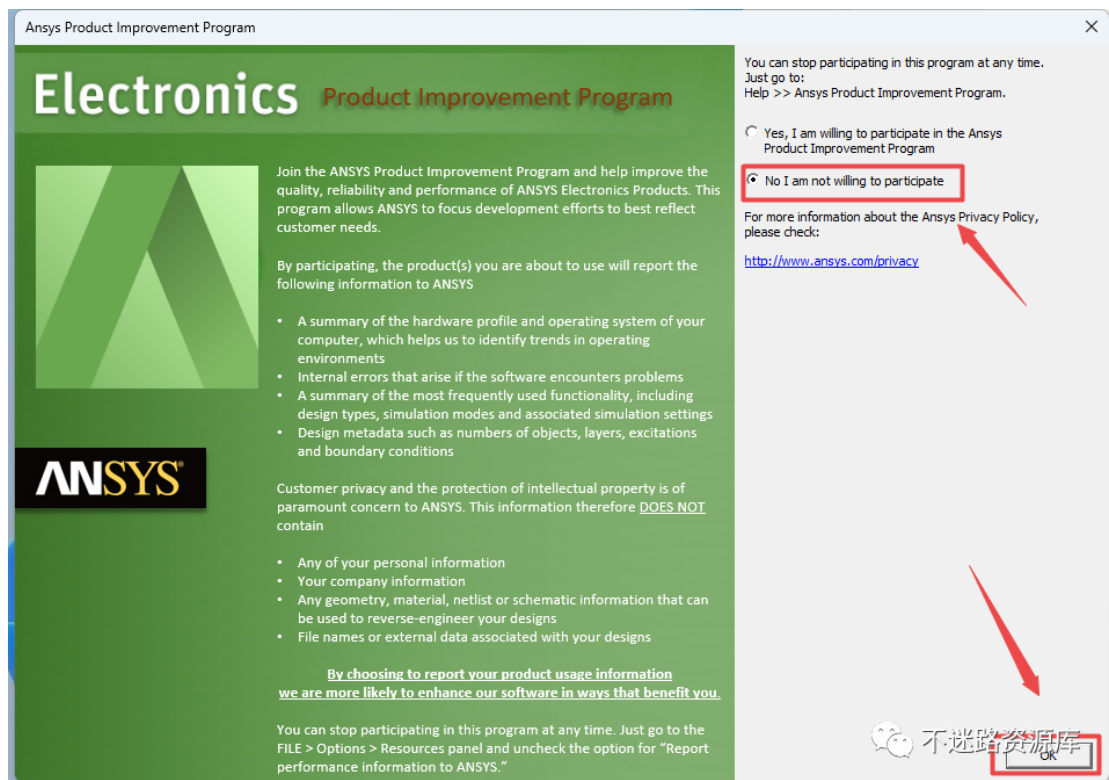 Ansys Product Improvement Program
Electronics Product Improvement Program
Join the ANSYS Product Improvement Program and help improve the
quality, reliability and performance of ANSYS Electronics Products. This
program allows ANSYS to focus development efforts to best reflect
customer needs.
By participating, the product(s) you are about to use will report the
following information to ANSYS
• A summary of the hardware profile and operating system of your
computer, which helps us to identify trends in operating
environments
• Internal errors that arise if the software encounters problems
• A summary of the most frequently used functionality, including
design types, simulation modes and associated simulation settings
• Design metadata such as numbers of objects, layers, excitations
and boundary conditions
ANSYS®
Customer privacy and the protection of intellectual property is of
paramount concern to ANSYS. This information therefore DOES NOT
contain
• Any of your personal information
• Your company information
• Any geometry, material, netlist or schematic information that can
be used to reverse-engineer your designs
• File names or external data associated with your designs
By choosing to report your product usage information
we are more likely to enhance our software in ways that benefit you.
You can stop participating in this program at any time. Just go to the
FILE > Options > Resources panel and uncheck the option for “Report
performance information to ANSYS.”
You can stop participating in this program at any time.
Just go to:
Help >> Ansys Product Improvement Program.
Yes, I am willing to participate in the Ansys
Product Improvement Program
No I am not willing to participate
For more information about the Ansys Privacy Policy,
please check:
http://www.ansys.com/privacy
不迷路资源库
OK